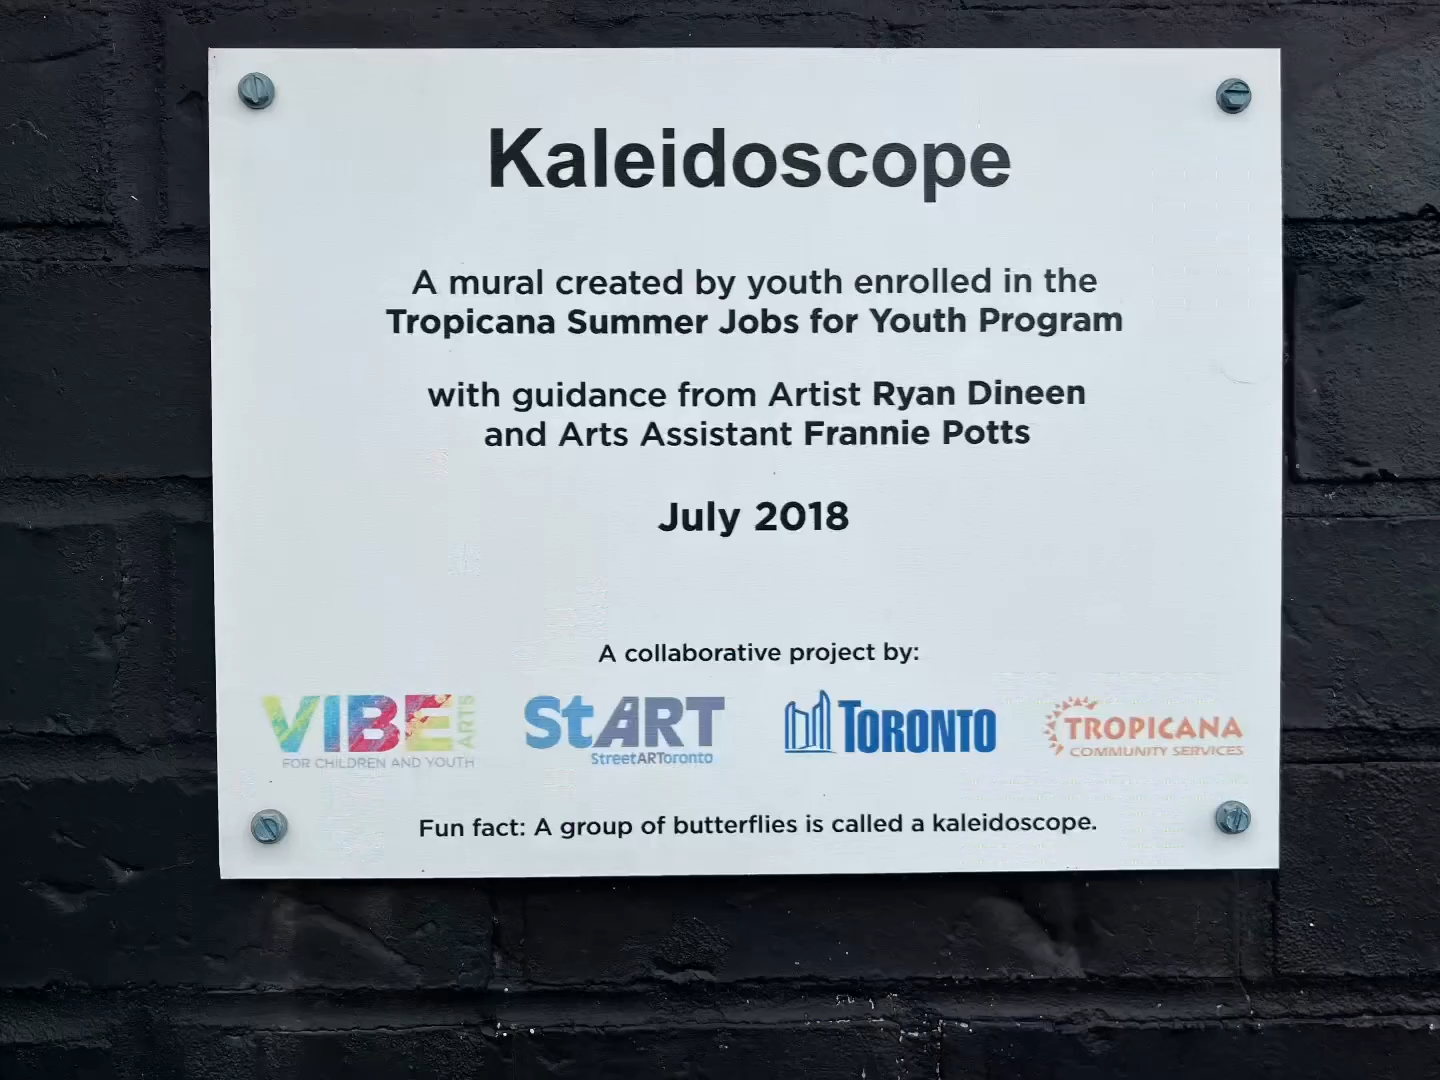 Kaleidoscope
A mural created by youth enrolled in the
Tropicana Summer Jobs for Youth Program
with guidance from Artist Ryan Dineen
and Arts Assistant Frannie Potts
July 2018
A collaborative project by:
VIBE ARTS
FOR CHILDREN AND YOUTH
StART
StreetARToronto
TORONTO
TROPICANA
COMMUNITY SERVICES
Fun fact: A group of butterflies is called a kaleidoscope.